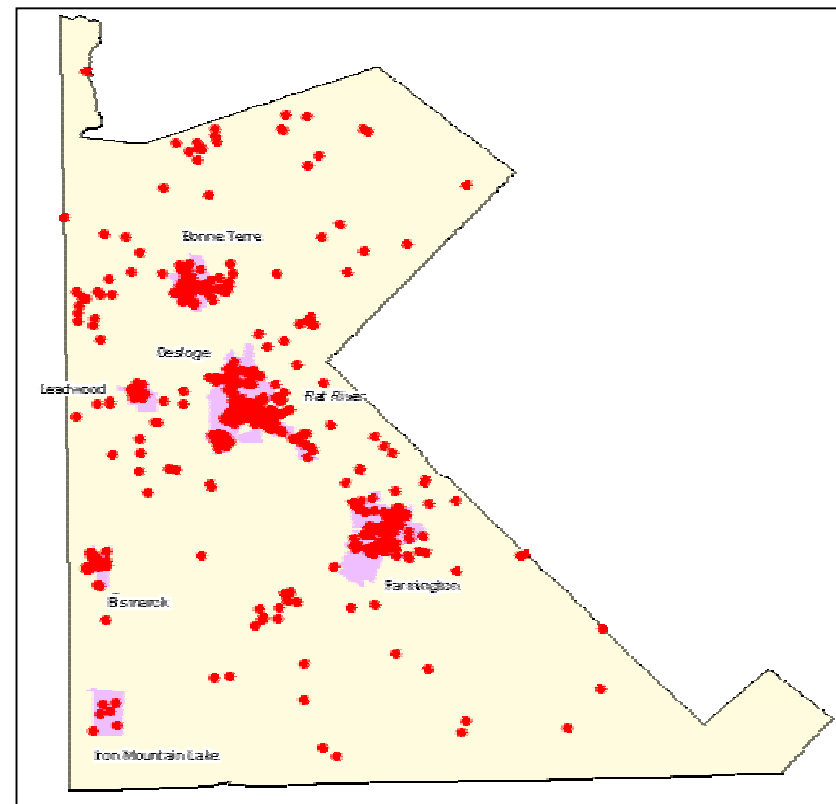 Bonne Terre
Desloge
Leadwood
Flat River
Farmington
Bismarck
Iron Mountain Lake